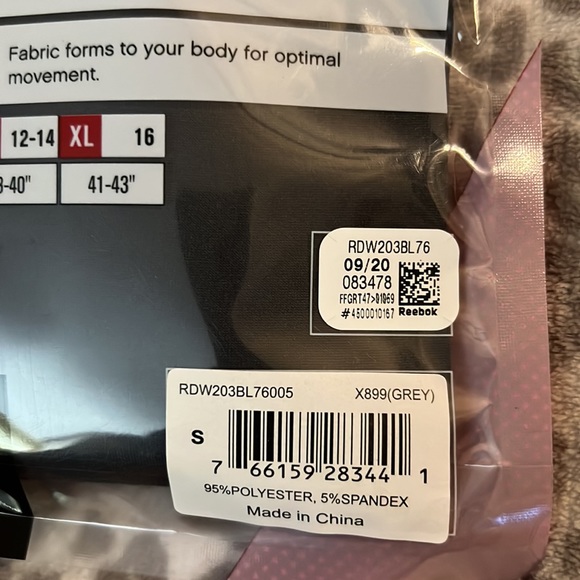 Fabric forms to your body for optimal
movement.
12-14 XL 16
-40" 41-43"
RDW203BL76
09/20
083478
FFGRT47>01069
#4500010167 Reebok
RDW203BL76005 X899(GREY)
S
7 66159 28344 1
95%POLYESTER, 5%SPANDEX
Made in China